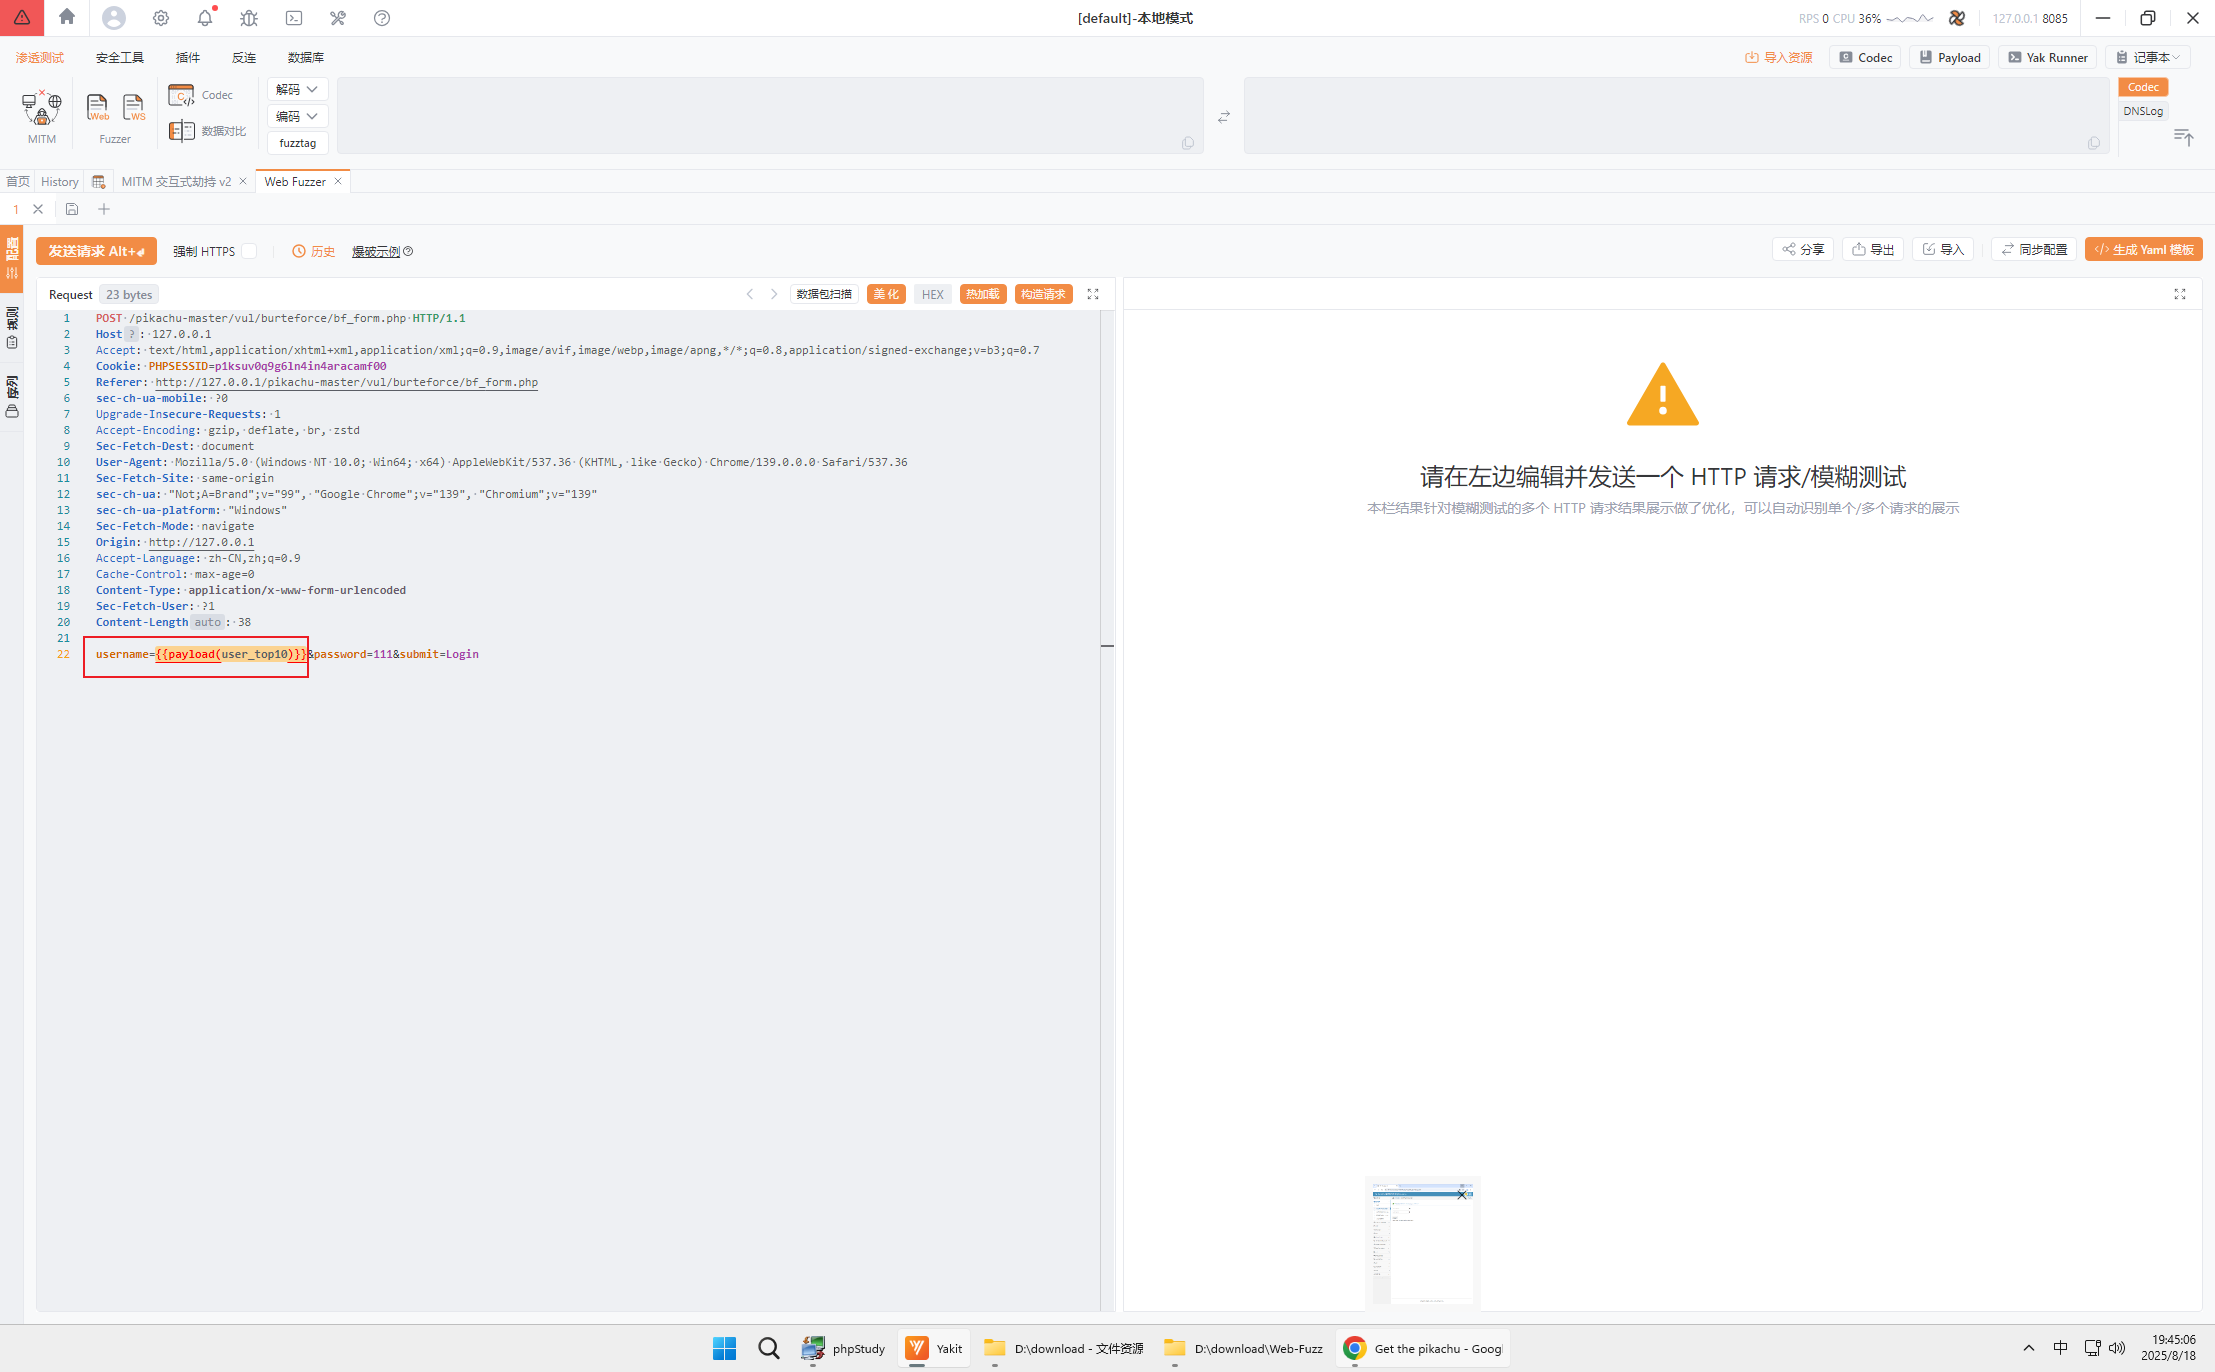 [default]-本地模式
RPS 0 CPU 36%
127.0.0.1 8085
渗透测试 安全工具 插件 反连 数据库
导入资源 Codec Payload Yak Runner 记事本
MITM
Web WS
Fuzzer
Codec
数据对比
解码
编码
fuzztag
Codec
DNSLog
首页 History MITM 交互式劫持 v2 Web Fuzzer
1
配置
规则
序列
发送请求 Alt+ 强制 HTTPS 历史 爆破示例
分享 导出 导入 同步配置 生成 Yaml 模板
Request 23 bytes 数据包扫描 美化 HEX 热加载 构造请求
1 POST /pikachu-master/vul/burteforce/bf_form.php HTTP/1.1
2 Host ? : 127.0.0.1
3 Accept: text/html,application/xhtml+xml,application/xml;q=0.9,image/avif,image/webp,image/apng,*/*;q=0.8,application/signed-exchange;v=b3;q=0.7
4 Cookie: PHPSESSID=p1ksuv0q9g6ln4in4aracamf00
5 Referer: http://127.0.0.1/pikachu-master/vul/burteforce/bf_form.php
6 sec-ch-ua-mobile: ?0
7 Upgrade-Insecure-Requests: 1
8 Accept-Encoding: gzip, deflate, br, zstd
9 Sec-Fetch-Dest: document
10 User-Agent: Mozilla/5.0 (Windows NT 10.0; Win64; x64) AppleWebKit/537.36 (KHTML, like Gecko) Chrome/139.0.0.0 Safari/537.36
11 Sec-Fetch-Site: same-origin
12 sec-ch-ua: "Not;A=Brand";v="99", "Google Chrome";v="139", "Chromium";v="139"
13 sec-ch-ua-platform: "Windows"
14 Sec-Fetch-Mode: navigate
15 Origin: http://127.0.0.1
16 Accept-Language: zh-CN,zh;q=0.9
17 Cache-Control: max-age=0
18 Content-Type: application/x-www-form-urlencoded
19 Sec-Fetch-User: ?1
20 Content-Length auto : 38
21
22 username={{payload(user_top10)}}&password=111&submit=Login
请在左边编辑并发送一个 HTTP 请求/模糊测试
本栏结果针对模糊测试的多个 HTTP 请求结果展示做了优化，可以自动识别单个/多个请求的展示
phpStudy Yakit D:\download - 文件资源 D:\download\Web-Fuzz Get the pikachu - Goog
中
19:45:06
2025/8/18